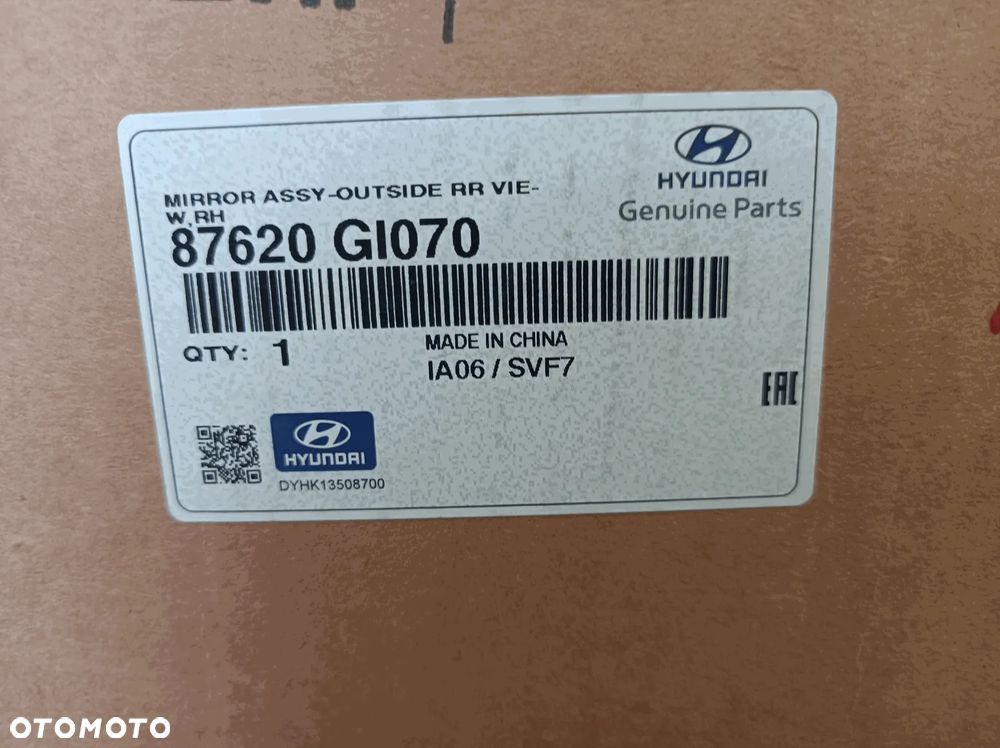 MIRROR ASSY-OUTSIDE RR VIE-
W,RH
87620 GI070
HYUNDAI
Genuine Parts
QTY: 1
MADE IN CHINA
IA06 / SVF7
EAC
HYUNDAI
DYHK13508700
OTOMOTO